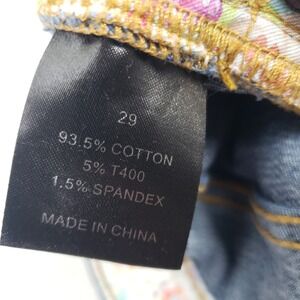 29
93.5% COTTON
5% T400
1.5% SPANDEX
MADE IN CHINA